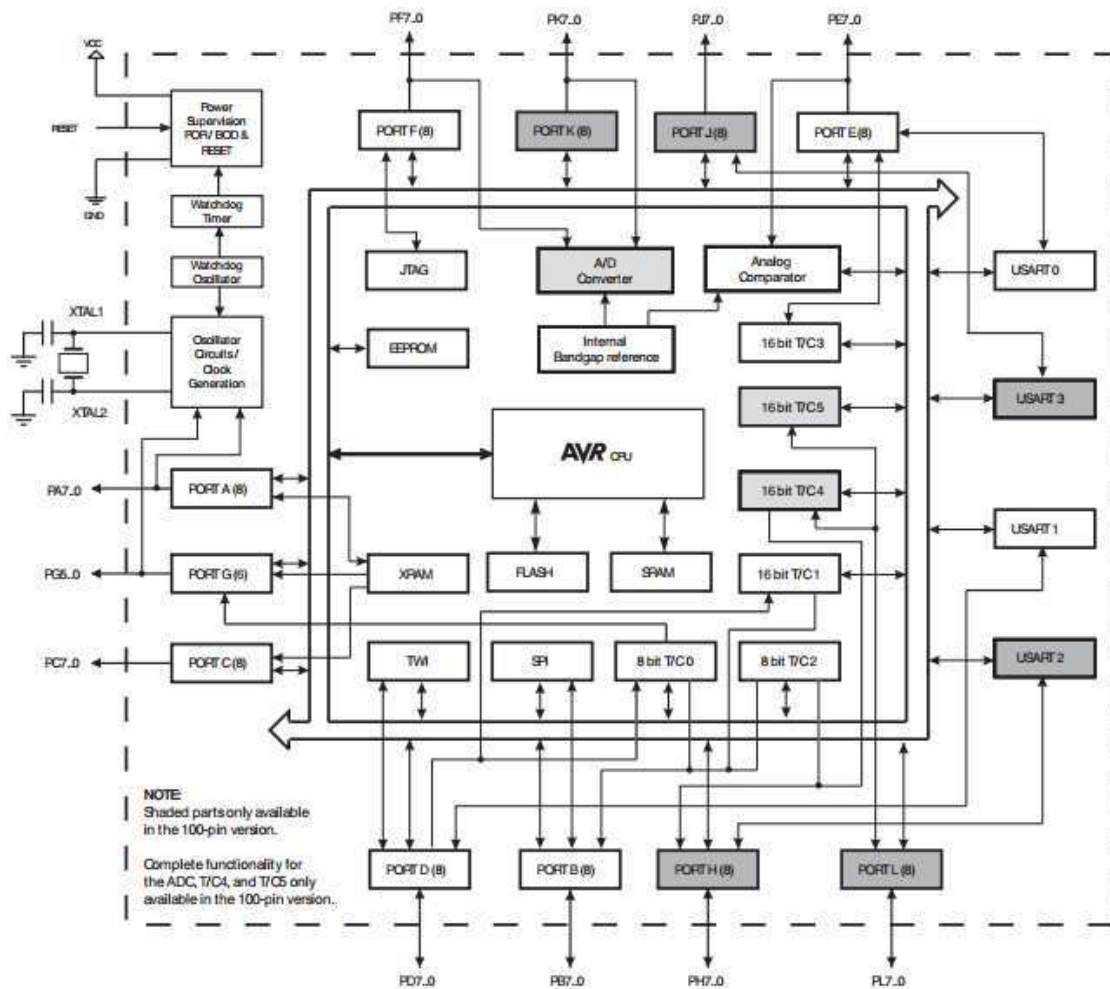 PF7..0
PK7..0
PJ7..0
PE7..0
VCC
RESET
GND
Power
Supervision
POR / BOD &
RESET
PORT F (8)
PORT K (8)
PORT J (8)
PORT E (8)
Watchdog
Timer
Watchdog
Oscillator
JTAG
A/D
Converter
Analog
Comparator
USART 0
XTAL1
XTAL2
Oscillator
Circuits /
Clock
Generation
EEPROM
Internal
Bandgap reference
16 bit T/C3
16 bit T/C5
USART 3
AVR CPU
PA7..0
PORT A (8)
16 bit T/C4
USART 1
PG5..0
PORT G (6)
XRAM
FLASH
SRAM
16 bit T/C1
PC7..0
PORT C (8)
TWI
SPI
8 bit T/C0
8 bit T/C2
USART 2
NOTE:
Shaded parts only available
in the 100-pin version.
Complete functionality for
the ADC, T/C4, and T/C5 only
available in the 100-pin version.
PORT D (8)
PORT B (8)
PORT H (8)
PORT L (8)
PD7..0
PB7..0
PH7..0
PL7..0